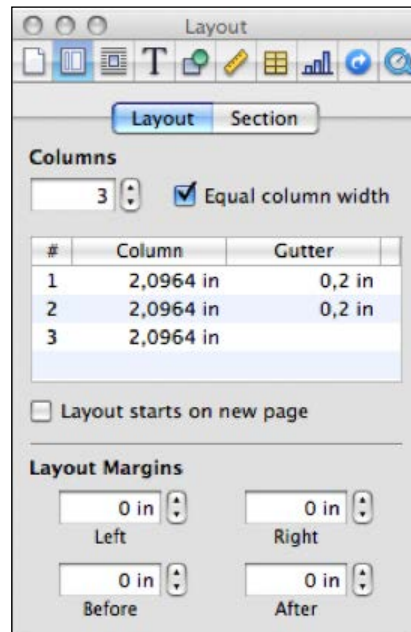 Layout
T
Layout Section
Columns
3 Equal column width
# Column Gutter
1 2,0964 in 0,2 in
2 2,0964 in 0,2 in
3 2,0964 in
Layout starts on new page
Layout Margins
0 in 0 in
Left Right
0 in 0 in
Before After